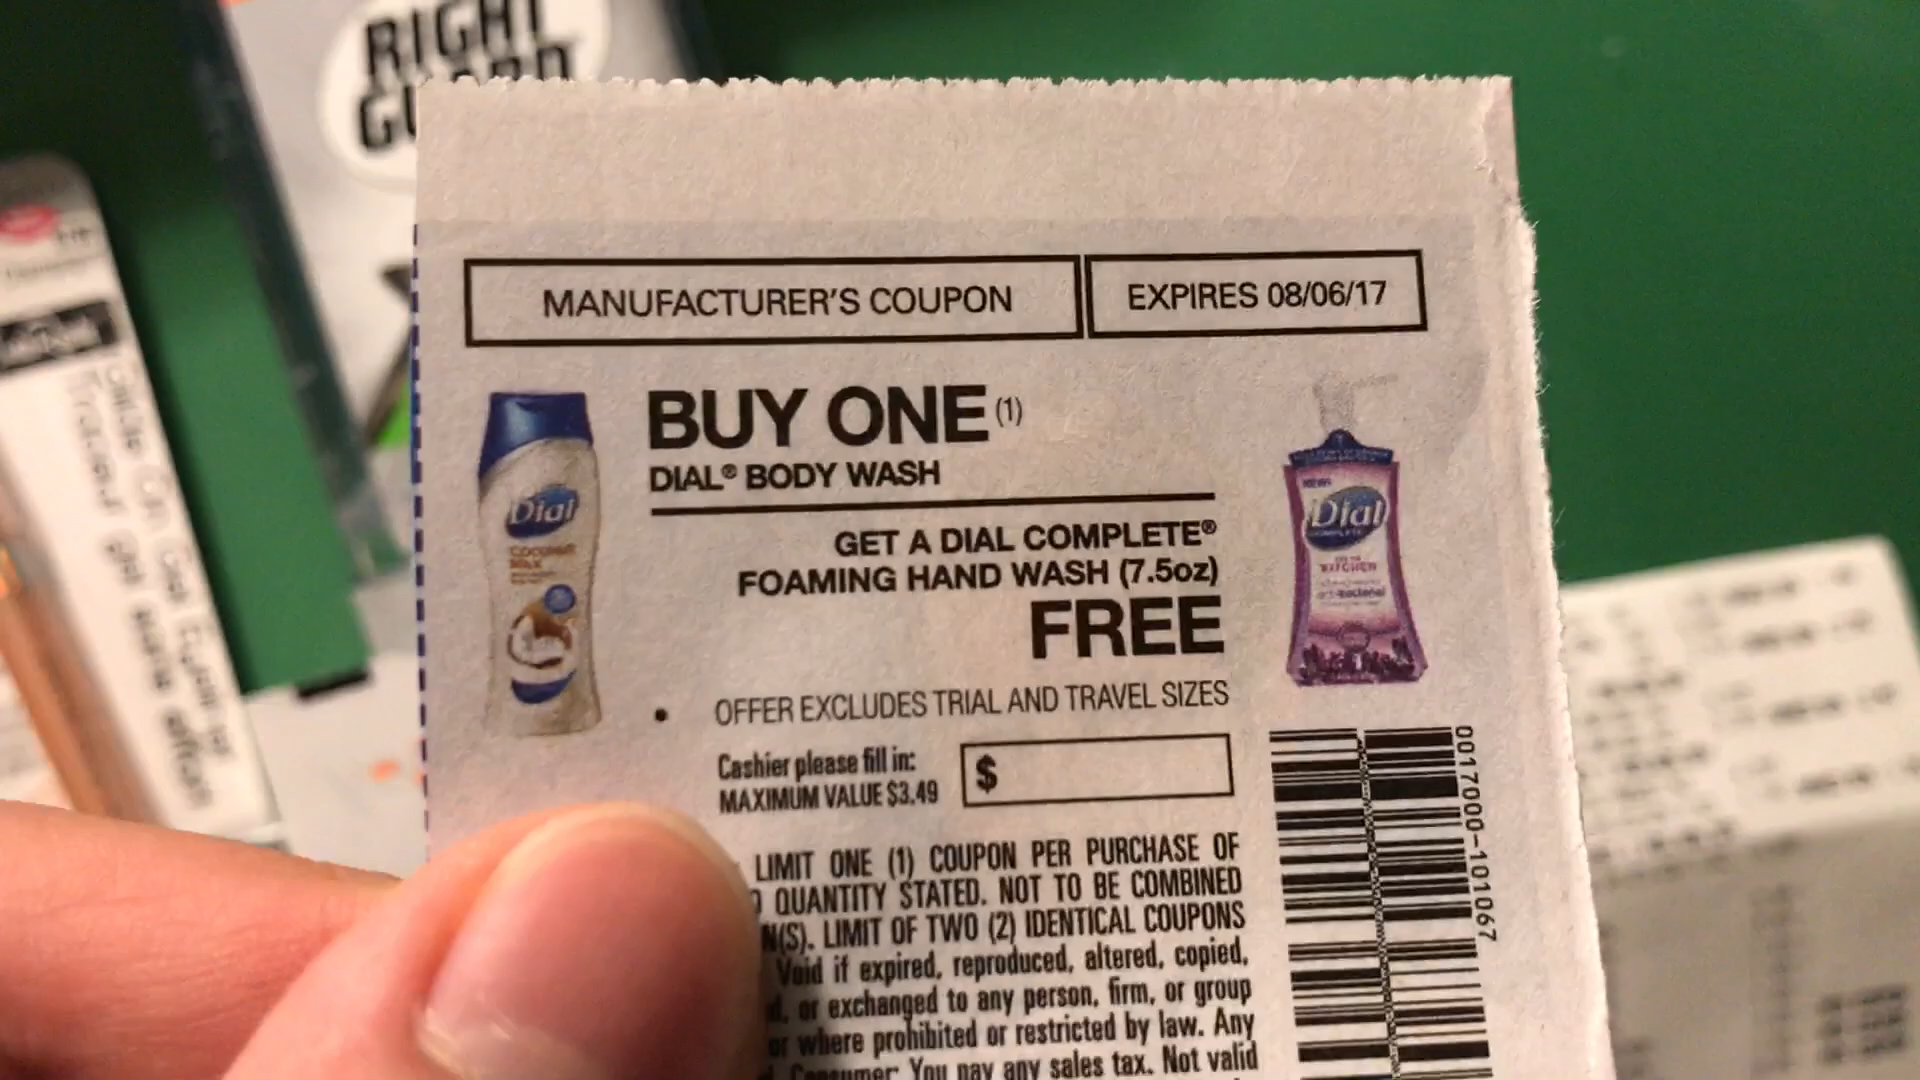 RIGHT
MANUFACTURER'S COUPON
EXPIRES 08/06/17
BUY ONE (1)
DIAL® BODY WASH
GET A DIAL COMPLETE®
FOAMING HAND WASH (7.5oz)
FREE
• OFFER EXCLUDES TRIAL AND TRAVEL SIZES
Cashier please fill in:
MAXIMUM VALUE $3.49
$
Dial
COCONUT
MILK
Dial
COMPLETE
KITCHEN
0017000-101067
LIMIT ONE (1) COUPON PER PURCHASE OF
QUANTITY STATED. NOT TO BE COMBINED
N(S). LIMIT OF TWO (2) IDENTICAL COUPONS
Void if expired, reproduced, altered, copied,
or exchanged to any person, firm, or group
or where prohibited or restricted by law. Any
Consumer: You pay any sales tax. Not valid